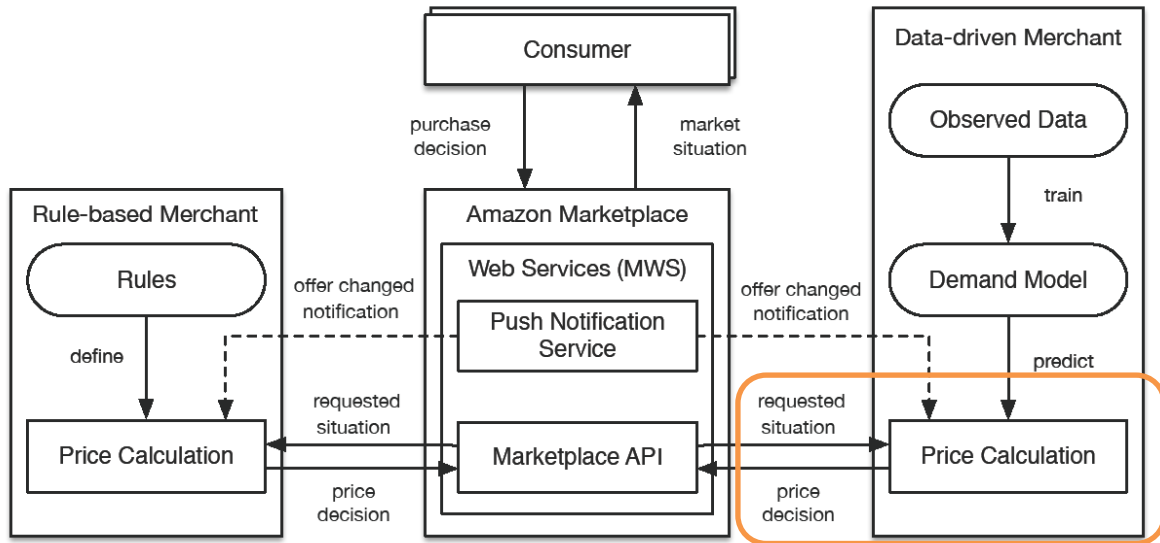 Consumer
purchase
decision
market
situation
Rule-based Merchant
Rules
define
Price Calculation
offer changed
notification
requested
situation
price
decision
Amazon Marketplace
Web Services (MWS)
Push Notification
Service
Marketplace API
offer changed
notification
requested
situation
price
decision
Data-driven Merchant
Observed Data
train
Demand Model
predict
Price Calculation